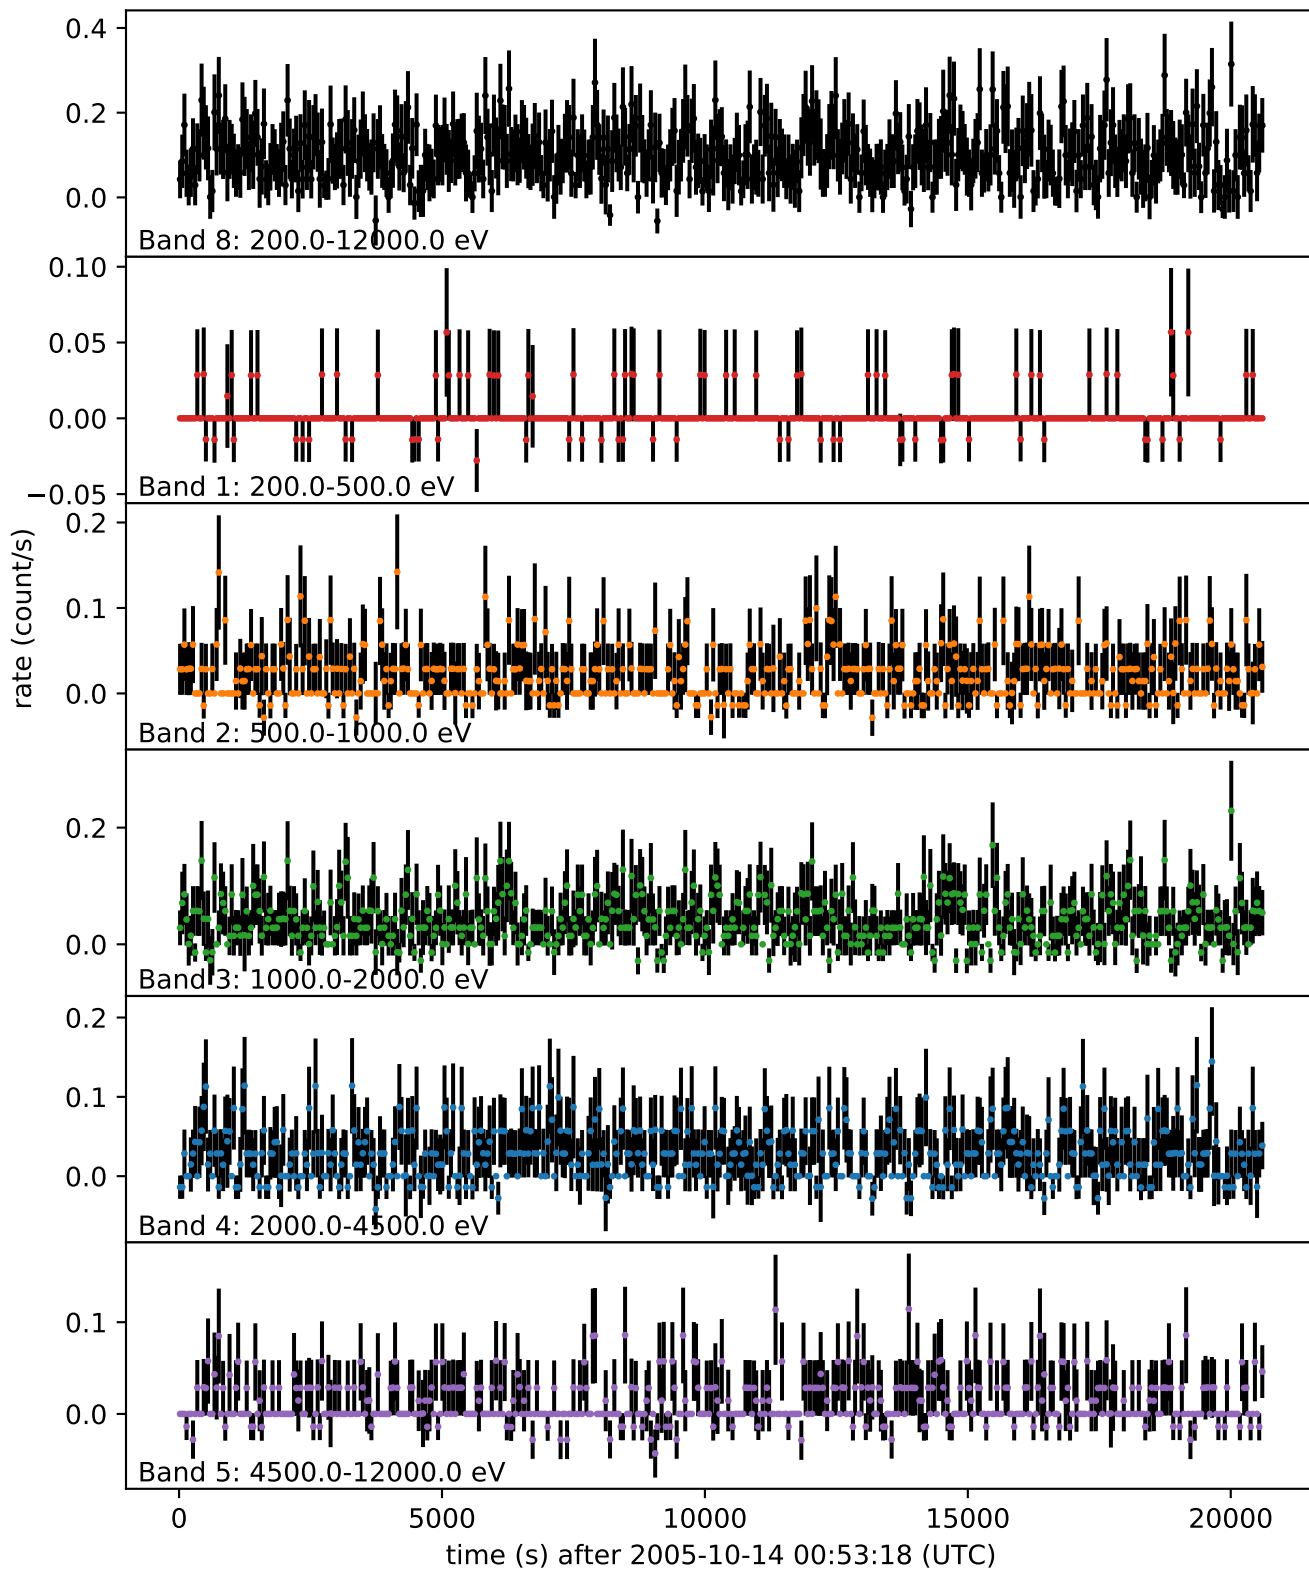 0.4
0.2
0.0
Band 8: 200.0-12000.0 eV
0.10
0.05
0.00
−0.05
Band 1: 200.0-500.0 eV
0.2
0.1
0.0
Band 2: 500.0-1000.0 eV
rate (count/s)
0.2
0.0
Band 3: 1000.0-2000.0 eV
0.2
0.1
0.0
Band 4: 2000.0-4500.0 eV
0.1
0.0
Band 5: 4500.0-12000.0 eV
0 5000 10000 15000 20000
time (s) after 2005-10-14 00:53:18 (UTC)